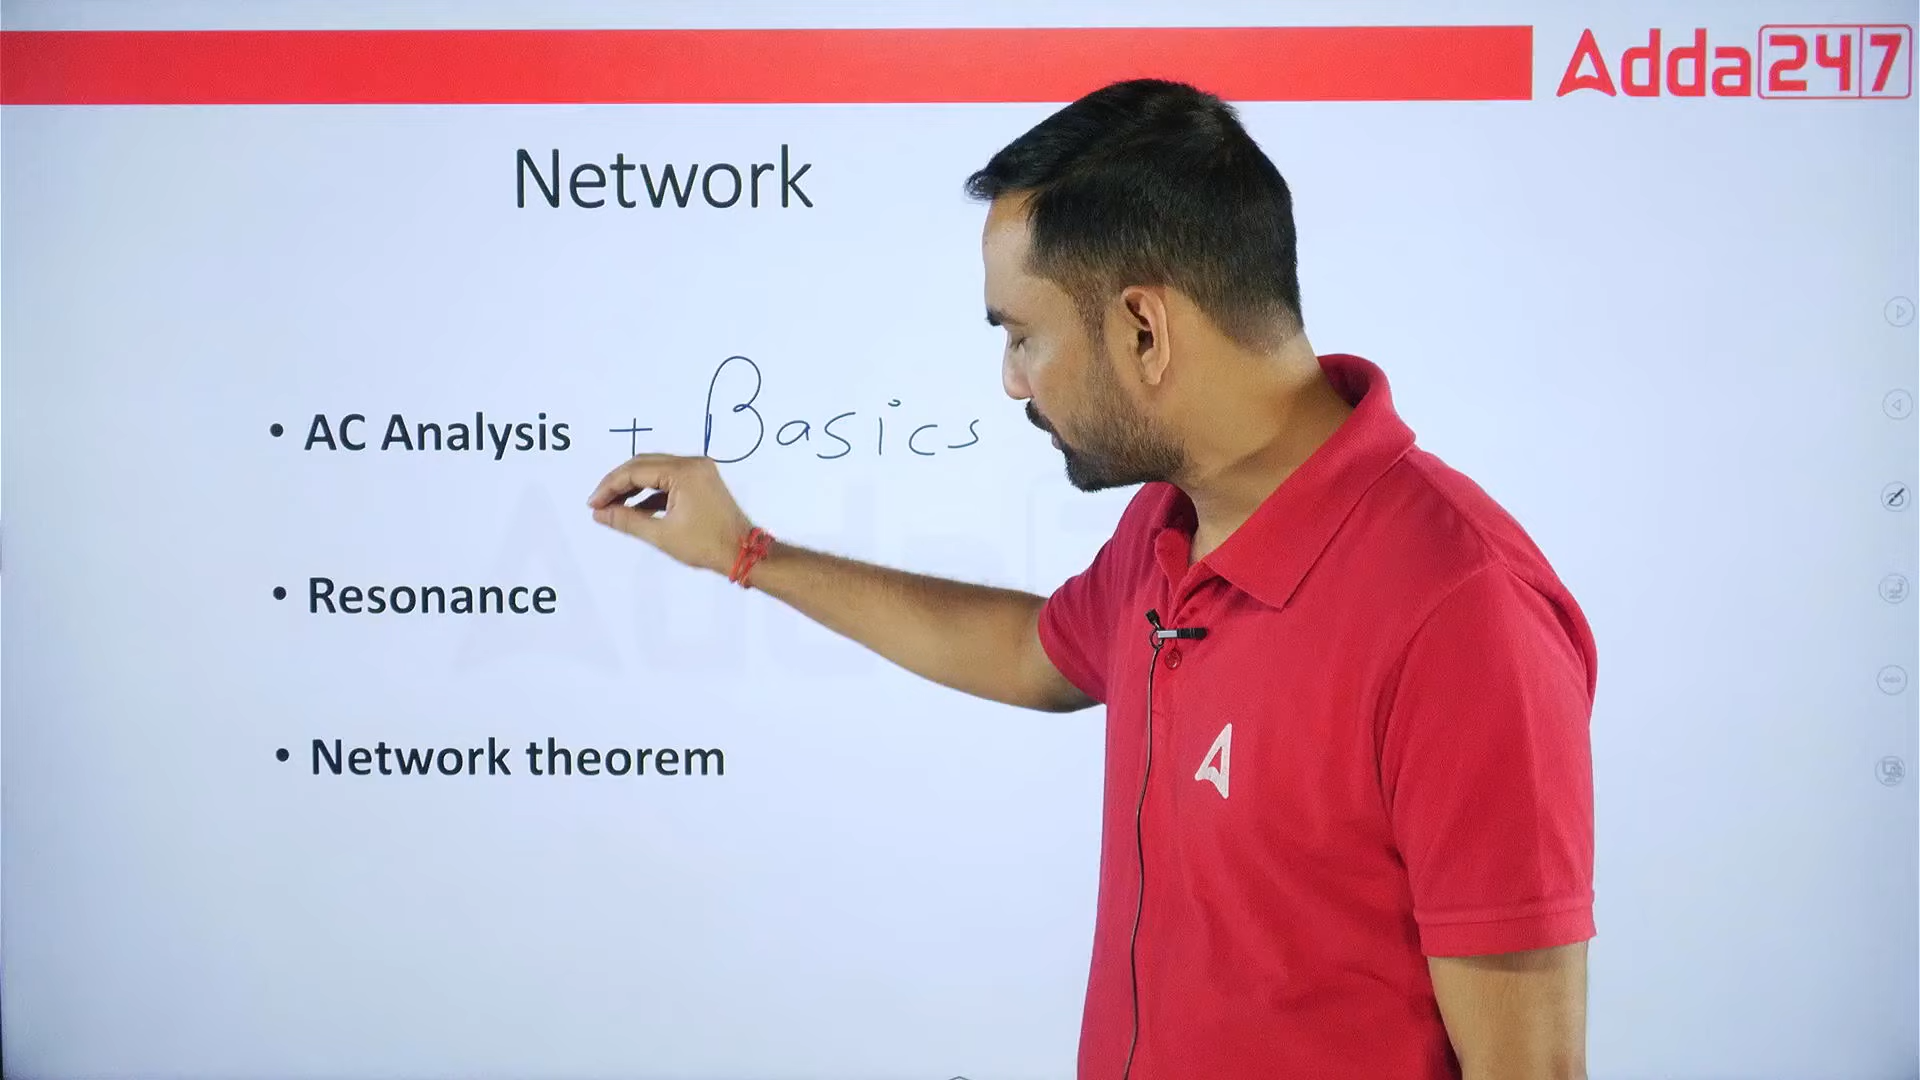 Adda247
Network
• AC Analysis + Basics
• Resonance
• Network theorem